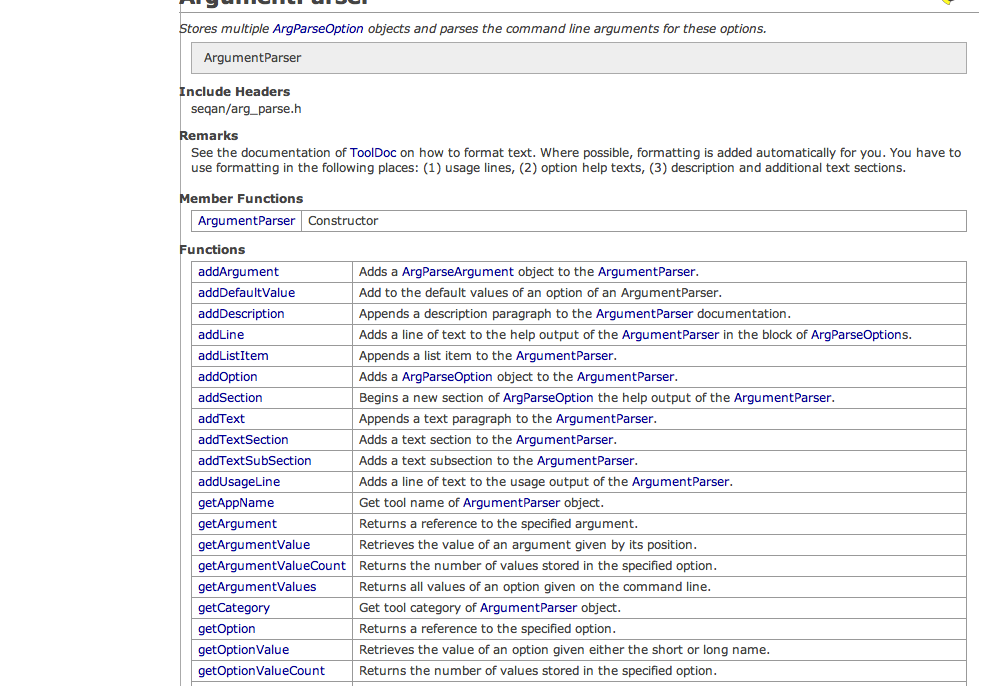 ArgumentParser
Stores multiple ArgParseOption objects and parses the command line arguments for these options.
ArgumentParser
Include Headers
seqan/arg_parse.h
Remarks
See the documentation of ToolDoc on how to format text. Where possible, formatting is added automatically for you. You have to
use formatting in the following places: (1) usage lines, (2) option help texts, (3) description and additional text sections.
Member Functions
ArgumentParser Constructor
Functions
addArgument Adds a ArgParseArgument object to the ArgumentParser.
addDefaultValue Add to the default values of an option of an ArgumentParser.
addDescription Appends a description paragraph to the ArgumentParser documentation.
addLine Adds a line of text to the help output of the ArgumentParser in the block of ArgParseOptions.
addListItem Appends a list item to the ArgumentParser.
addOption Adds a ArgParseOption object to the ArgumentParser.
addSection Begins a new section of ArgParseOption the help output of the ArgumentParser.
addText Appends a text paragraph to the ArgumentParser.
addTextSection Adds a text section to the ArgumentParser.
addTextSubSection Adds a text subsection to the ArgumentParser.
addUsageLine Adds a line of text to the usage output of the ArgumentParser.
getAppName Get tool name of ArgumentParser object.
getArgument Returns a reference to the specified argument.
getArgumentValue Retrieves the value of an argument given by its position.
getArgumentValueCount Returns the number of values stored in the specified option.
getArgumentValues Returns all values of an option given on the command line.
getCategory Get tool category of ArgumentParser object.
getOption Returns a reference to the specified option.
getOptionValue Retrieves the value of an option given either the short or long name.
getOptionValueCount Returns the number of values stored in the specified option.